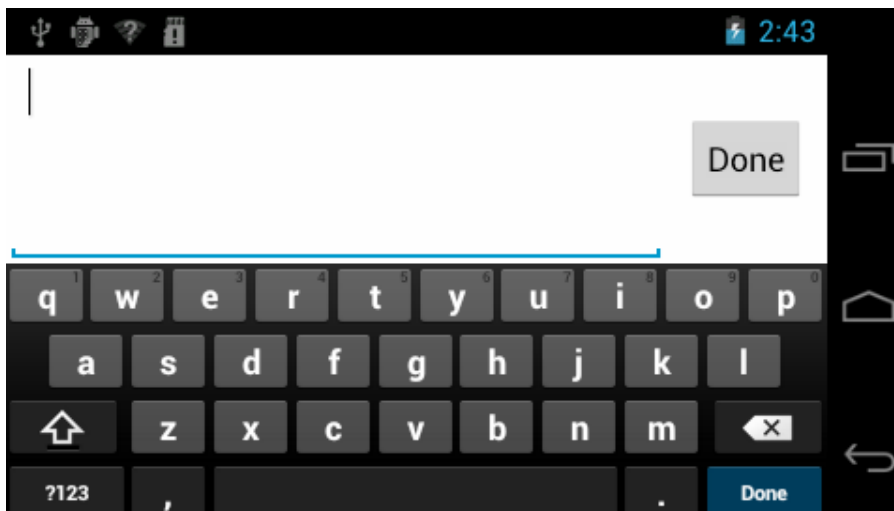 2:43
Done
q 1 w 2 e 3 r 4 t 5 y 6 u 7 i 8 o 9 p 0
a s d f g h j k l
z x c v b n m
?123 , . Done